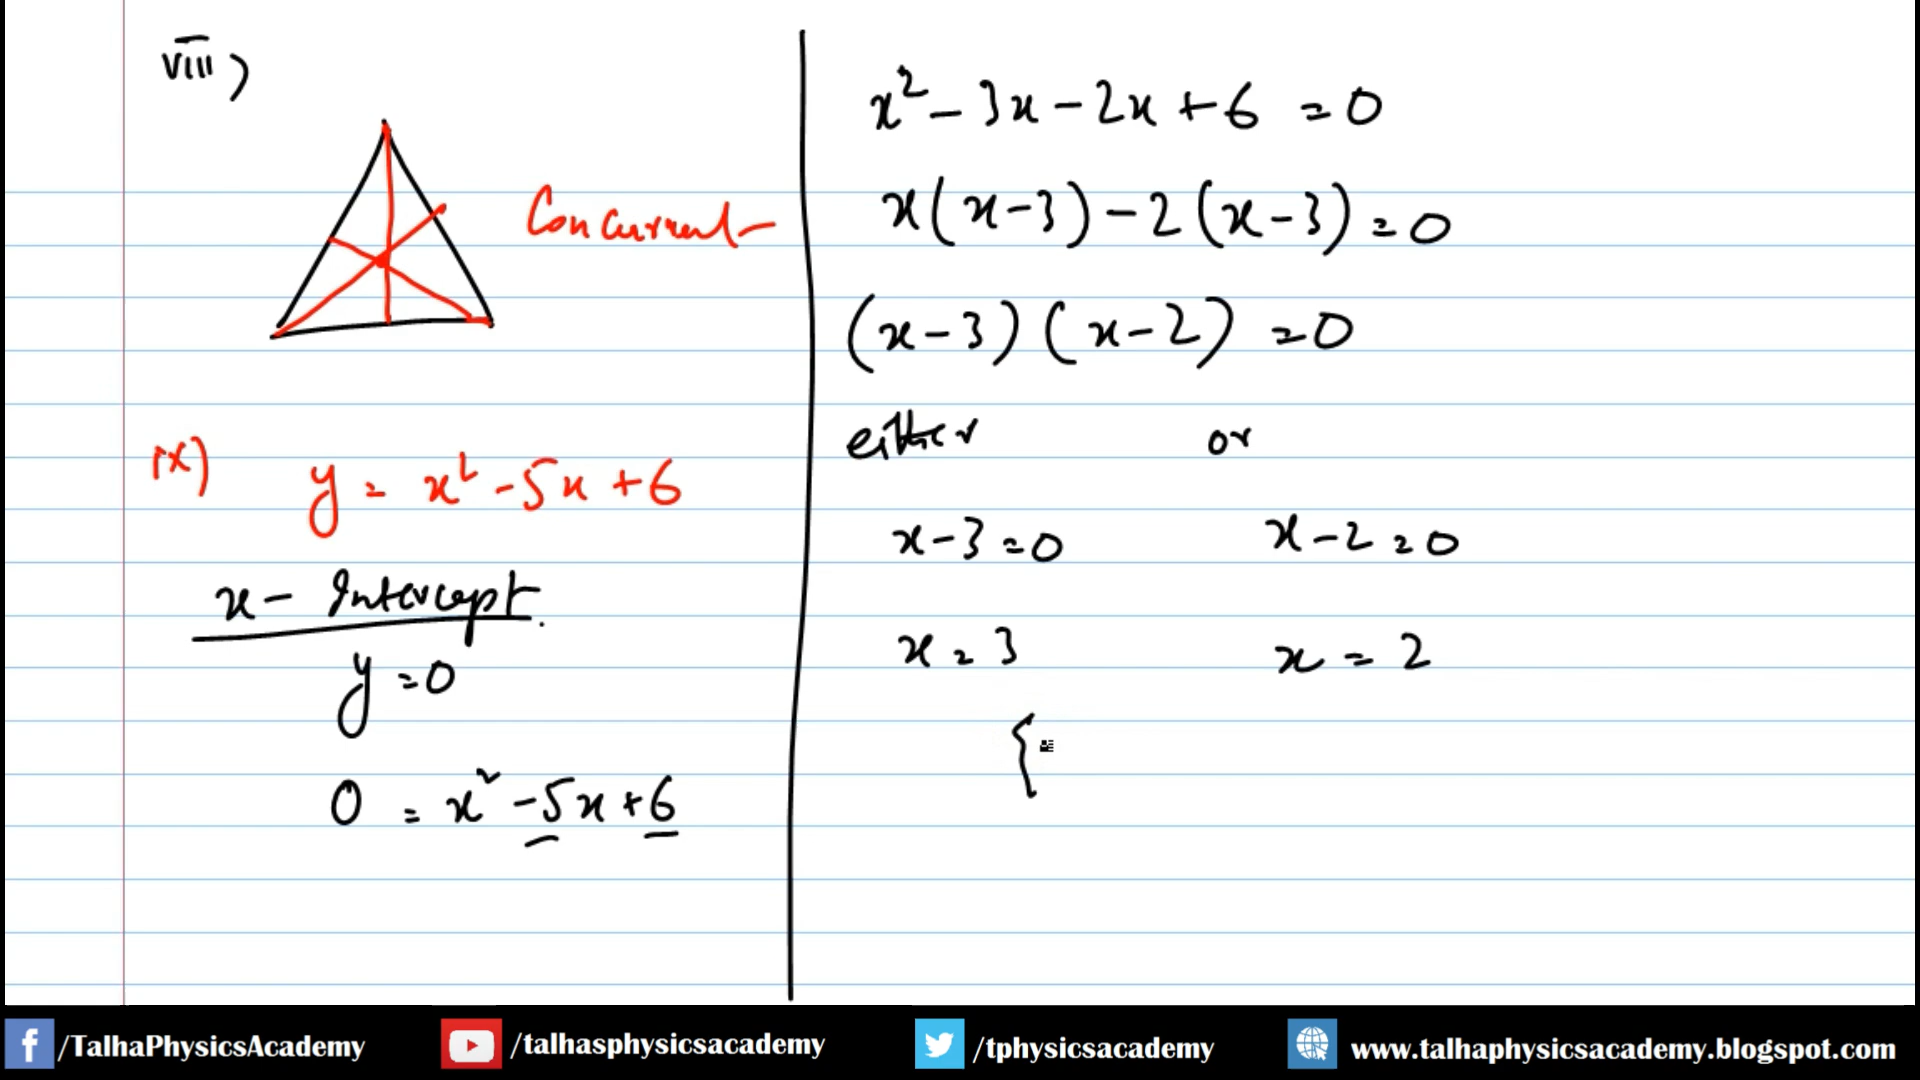 viii)
Concurrent
ix) y = x² - 5x + 6
x - Intercept.
y = 0
0 = x² - 5x + 6
x² - 3x - 2x + 6 = 0
x(x-3) - 2(x-3) = 0
(x-3)(x-2) = 0
either or
x-3 = 0 x-2 = 0
x = 3 x = 2
{
/TalhaPhysicsAcademy /talhasphysicsacademy /tphysicsacademy www.talhaphysicsacademy.blogspot.com